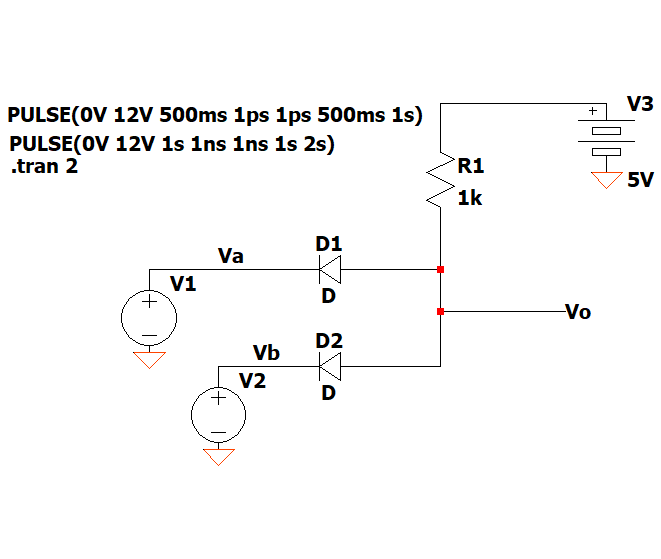 PULSE(0V 12V 500ms 1ps 1ps 500ms 1s)
PULSE(0V 12V 1s 1ns 1ns 1s 2s)
.tran 2
V3
5V
R1
1k
D1
D
Va
V1
Vo
D2
D
Vb
V2